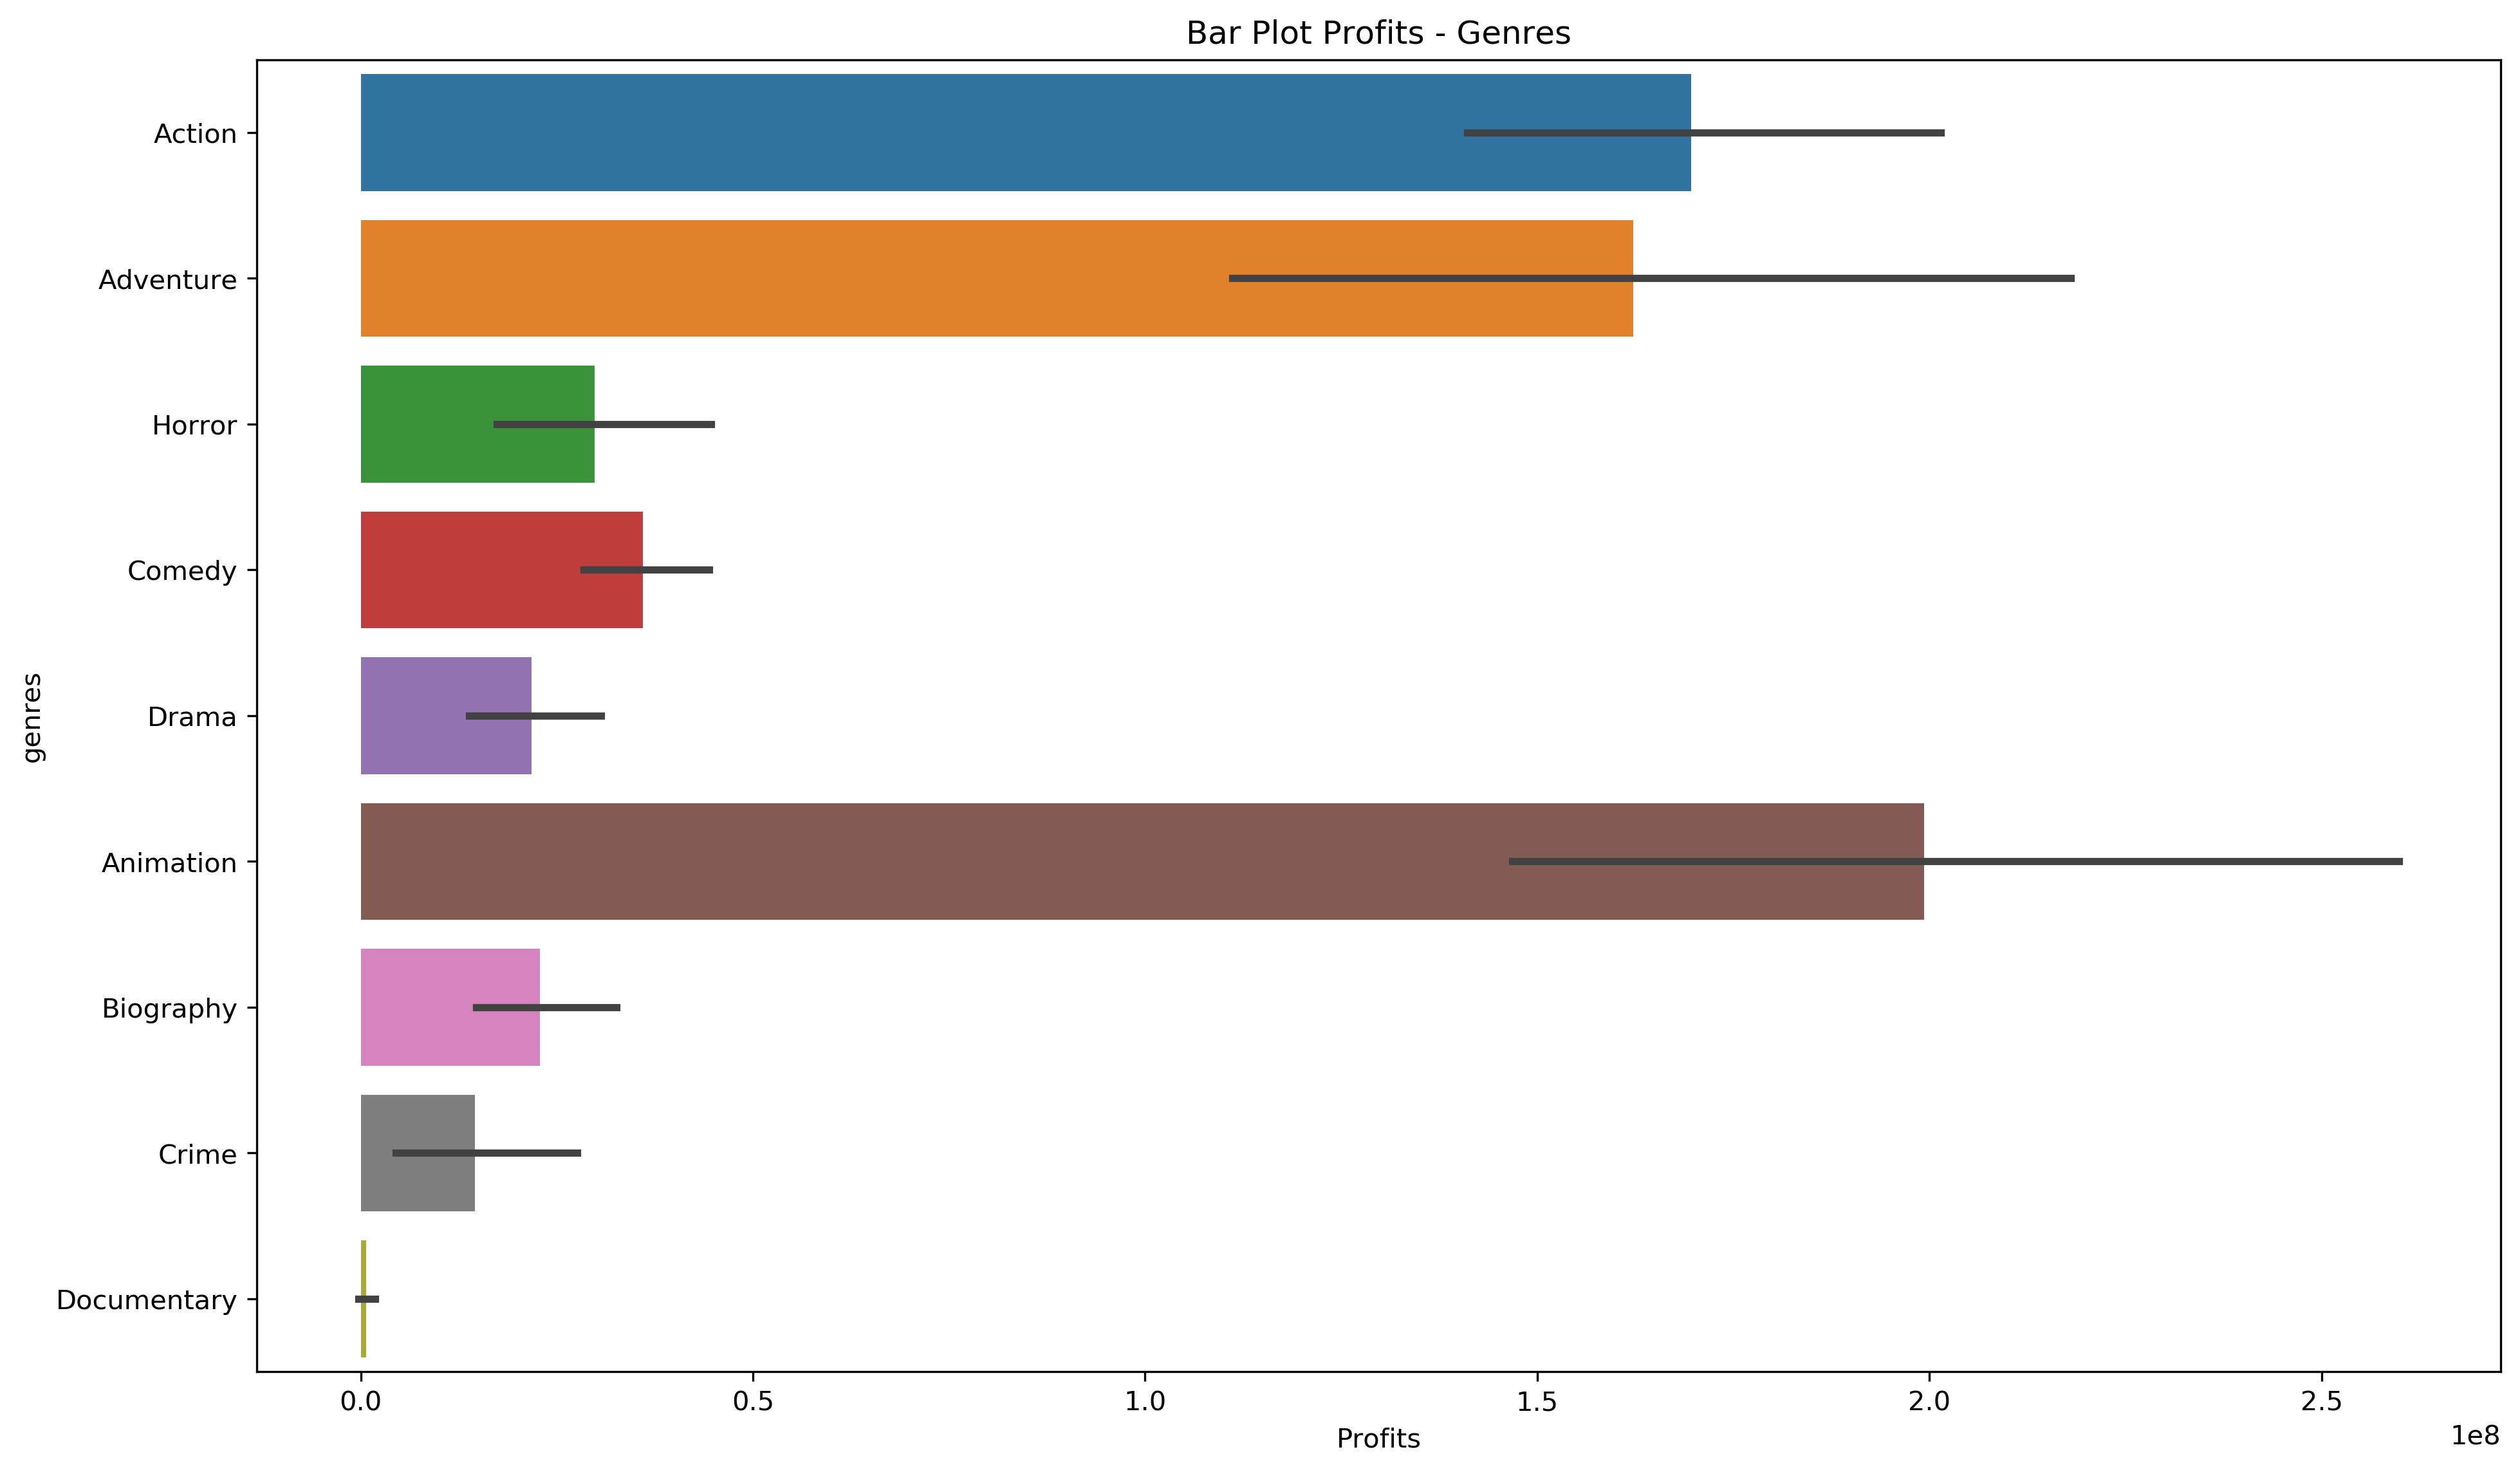 Bar Plot Profits - Genres
Action
Adventure
Horror
Comedy
Drama
Animation
Biography
Crime
Documentary
genres
0.0 0.5 1.0 1.5 2.0 2.5
Profits
1e8